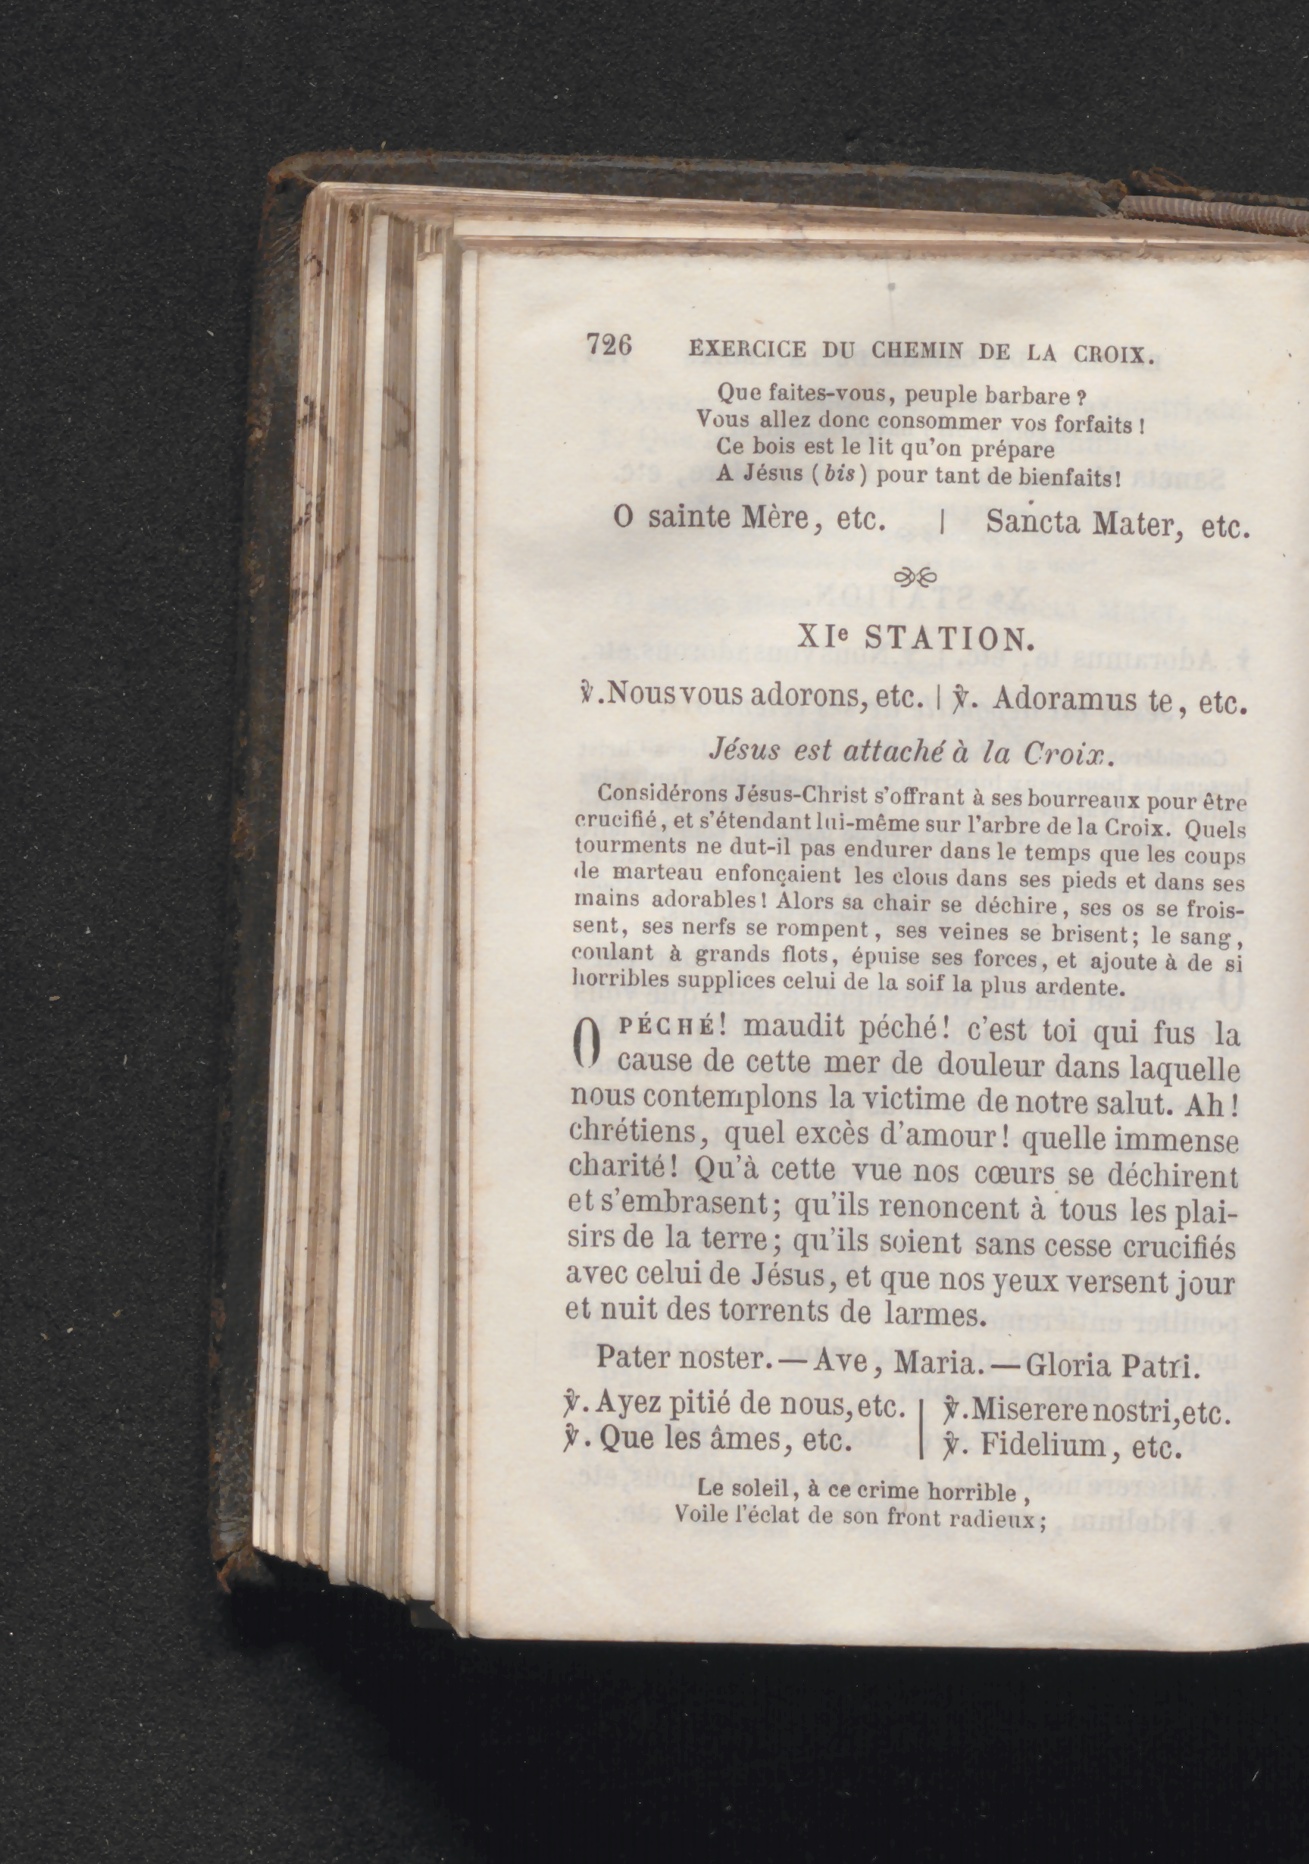 726 EXERCICE DU CHEMIN DE LA CROIX.
Que faites-vous, peuple barbare ?
Vous allez donc consommer vos forfaits !
Ce bois est le lit qu'on prépare
A Jésus (bis) pour tant de bienfaits!
O sainte Mère, etc. | Sancta Mater, etc.
XIe STATION.
℣. Nous vous adorons, etc. | ℣. Adoramus te, etc.
Jésus est attaché à la Croix.
Considérons Jésus-Christ s'offrant à ses bourreaux pour être
crucifié, et s'étendant lui-même sur l'arbre de la Croix. Quels
tourments ne dut-il pas endurer dans le temps que les coups
de marteau enfonçaient les clous dans ses pieds et dans ses
mains adorables! Alors sa chair se déchire, ses os se frois-
sent, ses nerfs se rompent, ses veines se brisent; le sang,
coulant à grands flots, épuise ses forces, et ajoute à de si
horribles supplices celui de la soif la plus ardente.
O PÉCHÉ! maudit péché! c'est toi qui fus la
cause de cette mer de douleur dans laquelle
nous contemplons la victime de notre salut. Ah !
chrétiens, quel excès d'amour! quelle immense
charité! Qu'à cette vue nos cœurs se déchirent
et s'embrasent; qu'ils renoncent à tous les plai-
sirs de la terre; qu'ils soient sans cesse crucifiés
avec celui de Jésus, et que nos yeux versent jour
et nuit des torrents de larmes.
Pater noster. — Ave, Maria. — Gloria Patri.
℣. Ayez pitié de nous, etc. | ℣. Miserere nostri, etc.
℣. Que les âmes, etc. | ℣. Fidelium, etc.
Le soleil, à ce crime horrible,
Voile l'éclat de son front radieux;